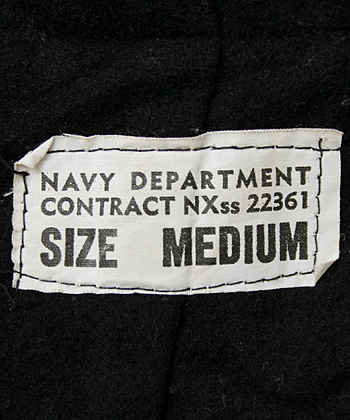 NAVY DEPARTMENT
CONTRACT NXss 22361
SIZE MEDIUM